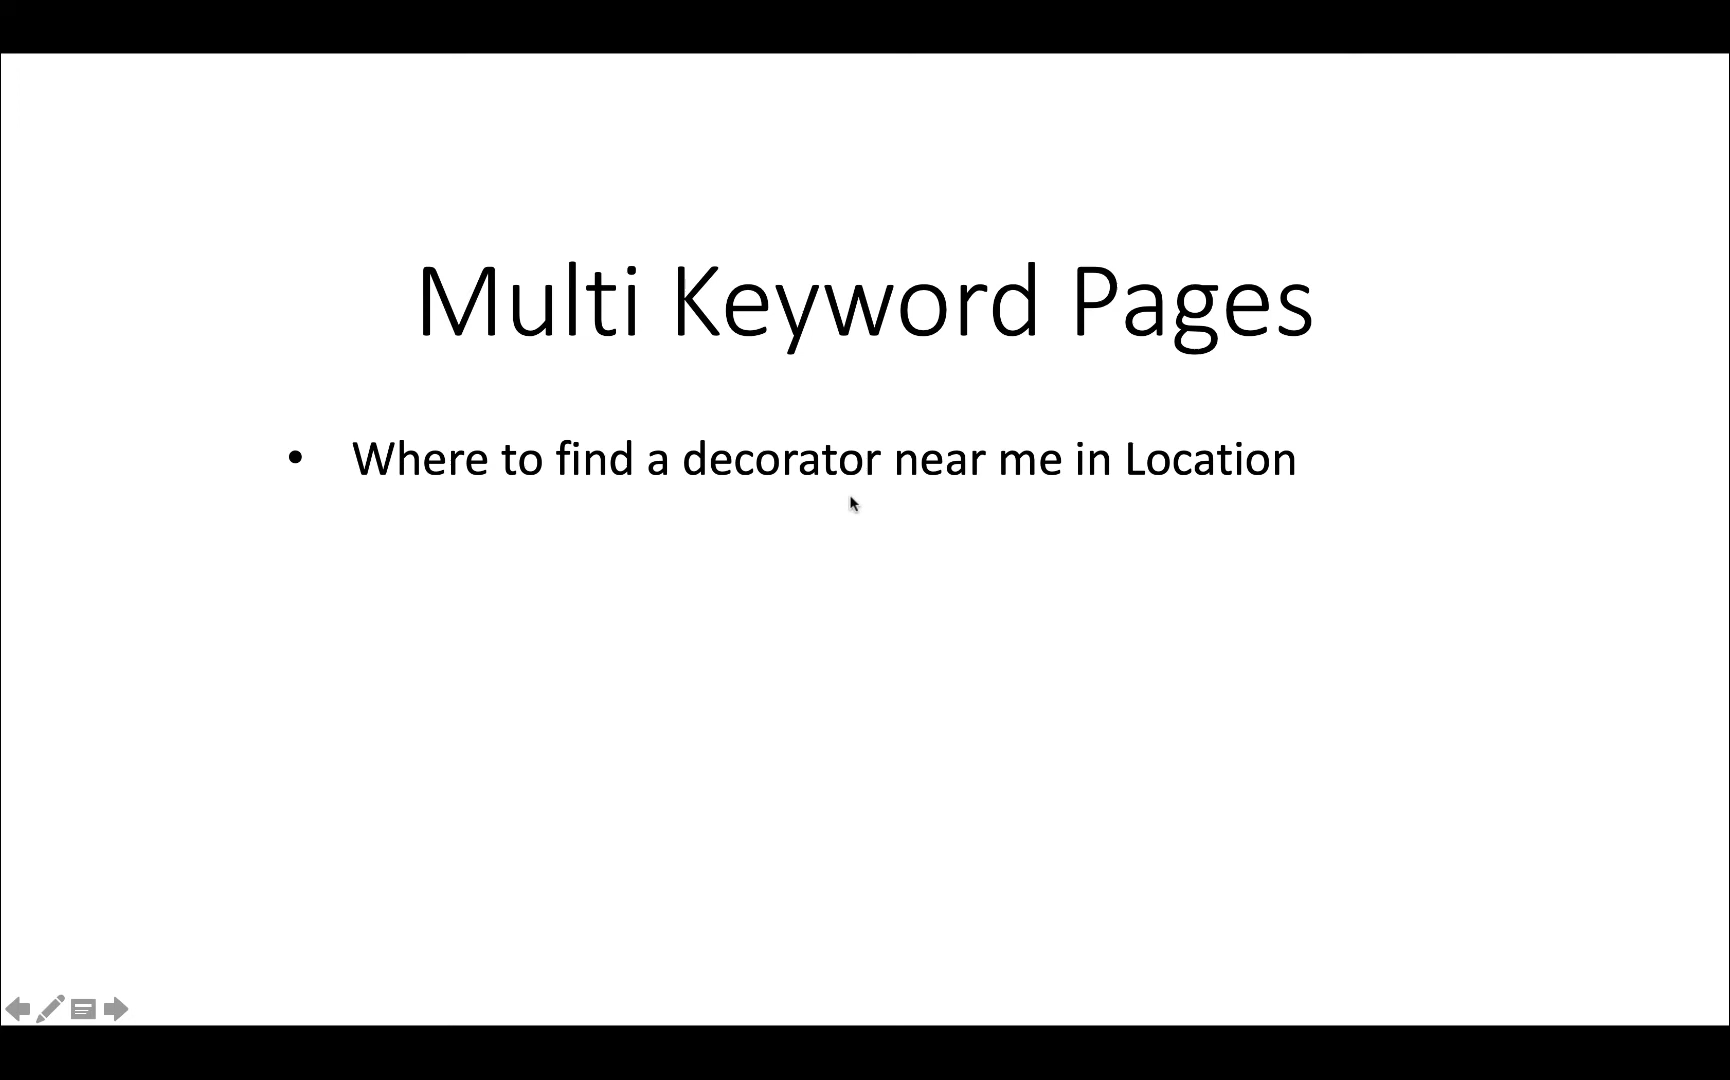 Multi Keyword Pages
• Where to find a decorator near me in Location